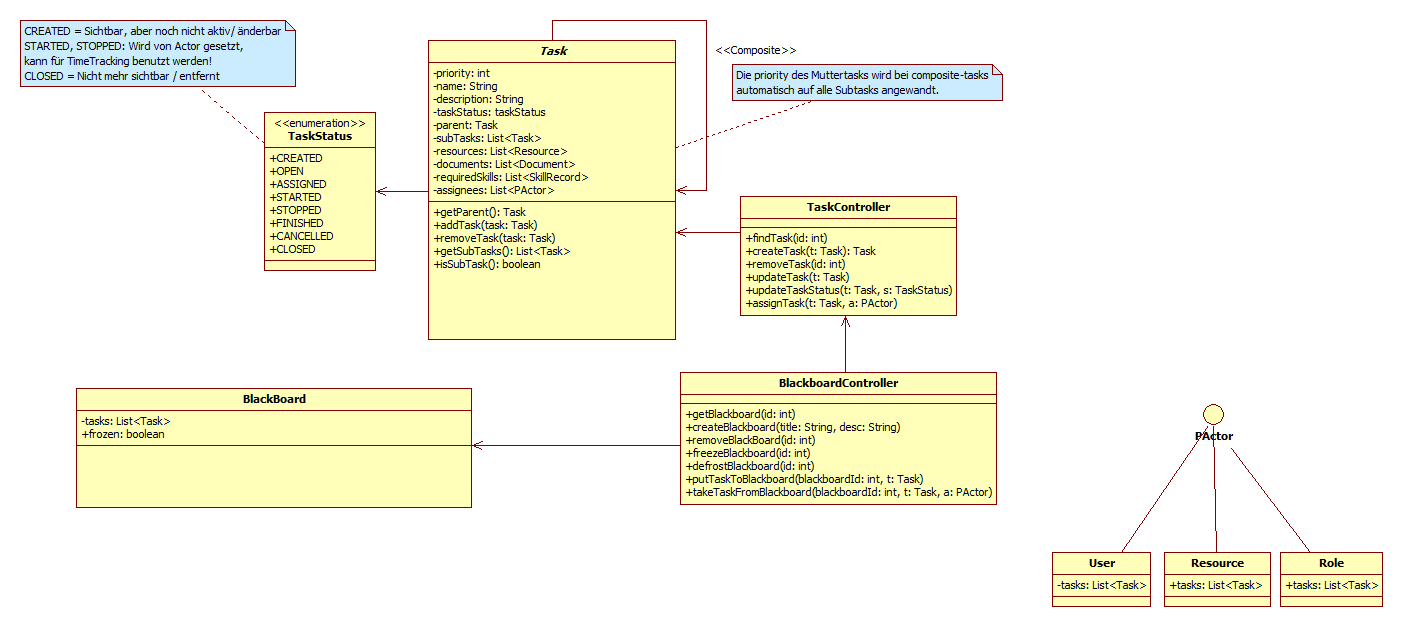 CREATED = Sichtbar, aber noch nicht aktiv/ änderbar
STARTED, STOPPED: Wird von Actor gesetzt,
kann für TimeTracking benutzt werden!
CLOSED = Nicht mehr sichtbar / entfernt
<<enumeration>>
TaskStatus
+CREATED
+OPEN
+ASSIGNED
+STARTED
+STOPPED
+FINISHED
+CANCELLED
+CLOSED
Task
-priority: int
-name: String
-description: String
-taskStatus: taskStatus
-parent: Task
-subTasks: List<Task>
-resources: List<Resource>
-documents: List<Document>
-requiredSkills: List<SkillRecord>
-assignees: List<PActor>
+getParent(): Task
+addTask(task: Task)
+removeTask(task: Task)
+getSubTasks(): List<Task>
+isSubTask(): boolean
<<Composite>>
Die priority des Muttertasks wird bei composite-tasks
automatisch auf alle Subtasks angewandt.
TaskController
+findTask(id: int)
+createTask(t: Task): Task
+removeTask(id: int)
+updateTask(t: Task)
+updateTaskStatus(t: Task, s: TaskStatus)
+assignTask(t: Task, a: PActor)
BlackBoard
-tasks: List<Task>
+frozen: boolean
BlackboardController
+getBlackboard(id: int)
+createBlackboard(title: String, desc: String)
+removeBlackBoard(id: int)
+freezeBlackboard(id: int)
+defrostBlackboard(id: int)
+putTaskToBlackboard(blackboardId: int, t: Task)
+takeTaskFromBlackboard(blackboardId: int, t: Task, a: PActor)
PActor
User
-tasks: List<Task>
Resource
+tasks: List<Task>
Role
+tasks: List<Task>